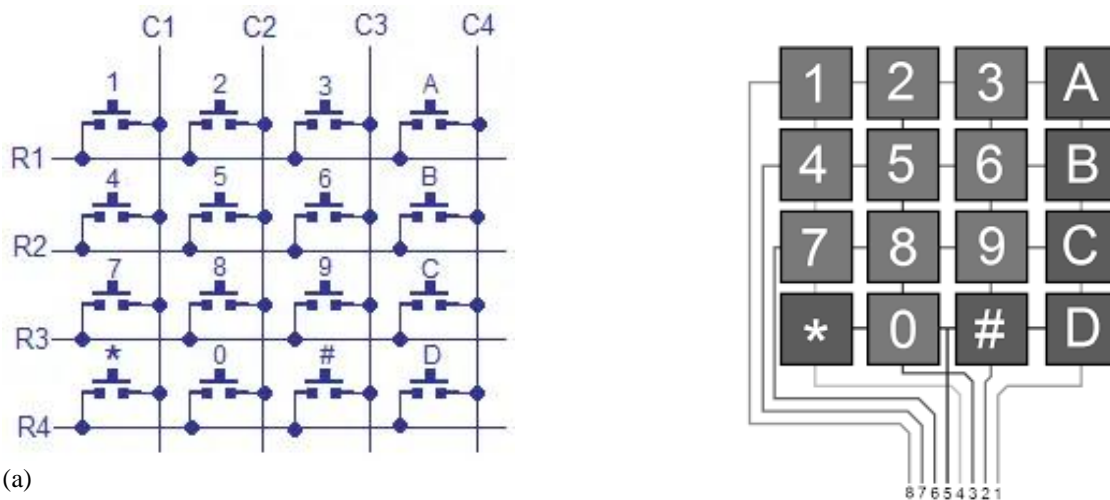 C1 C2 C3 C4
1 2 3 A
R1
4 5 6 B
R2
7 8 9 C
R3
* 0 # D
R4
(a)
1 2 3 A
4 5 6 B
7 8 9 C
* 0 # D
8 7 6 5 4 3 2 1